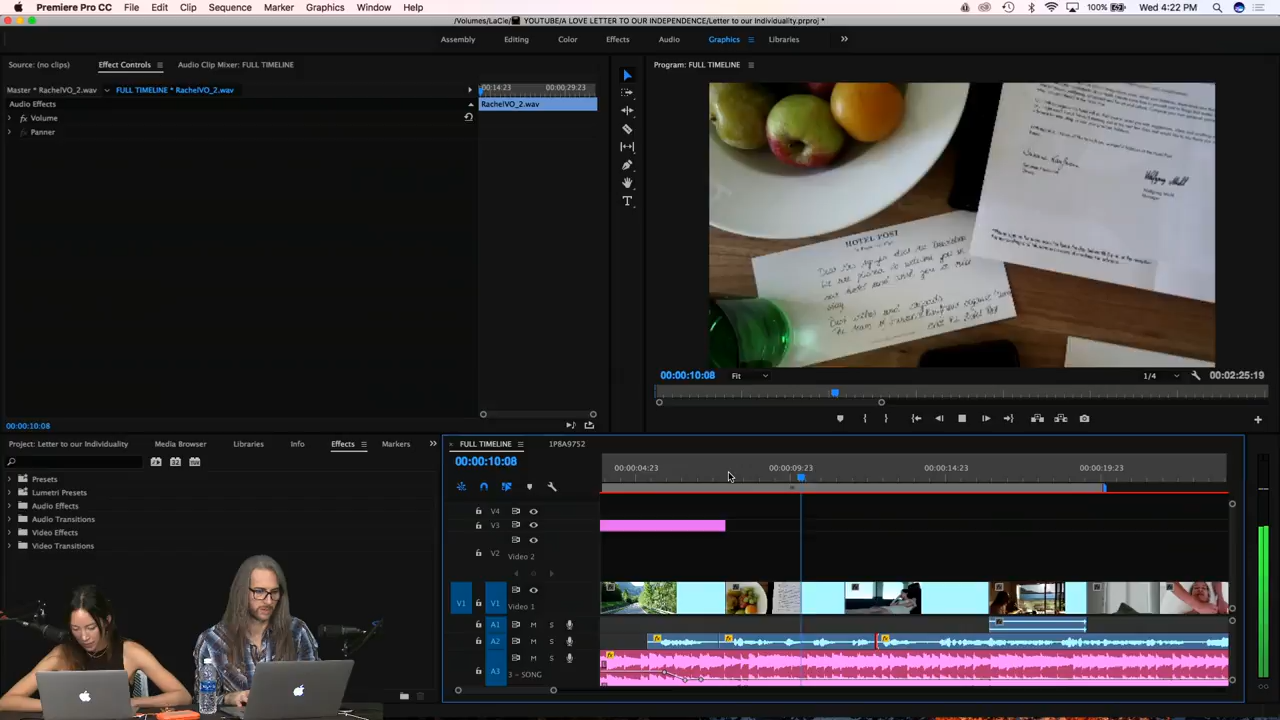 Premiere Pro CC File Edit Clip Sequence Marker Graphics Window Help 100% Wed 4:22 PM
/Volumes/LaCie/ YOUTUBE/A LOVE LETTER TO OUR INDEPENDENCE/Letter to our Individuality.prproj *
Assembly Editing Color Effects Audio Graphics Libraries
Source: (no clips) Effect Controls Audio Clip Mixer: FULL TIMELINE Program: FULL TIMELINE
Master * RachelVO_2.wav FULL TIMELINE * RachelVO_2.wav 00:14:23 00:00:29:23
Audio Effects RachelVO_2.wav
fx Volume
fx Panner
HOTEL POST
00:00:10:08 Fit 1/4 00:02:25:19
00:00:10:08
Project: Letter to our Individuality Media Browser Libraries Info Effects Markers FULL TIMELINE 1P8A9752
00:00:10:08 00:00:04:23 00:00:09:23 00:00:14:23 00:00:19:23
Presets
Lumetri Presets
Audio Effects
Audio Transitions
Video Effects
Video Transitions
V4
V3
V2 Video 2
V1 V1 Video 1
A1 M S
A2 M S
A3 M S 3 - SONG